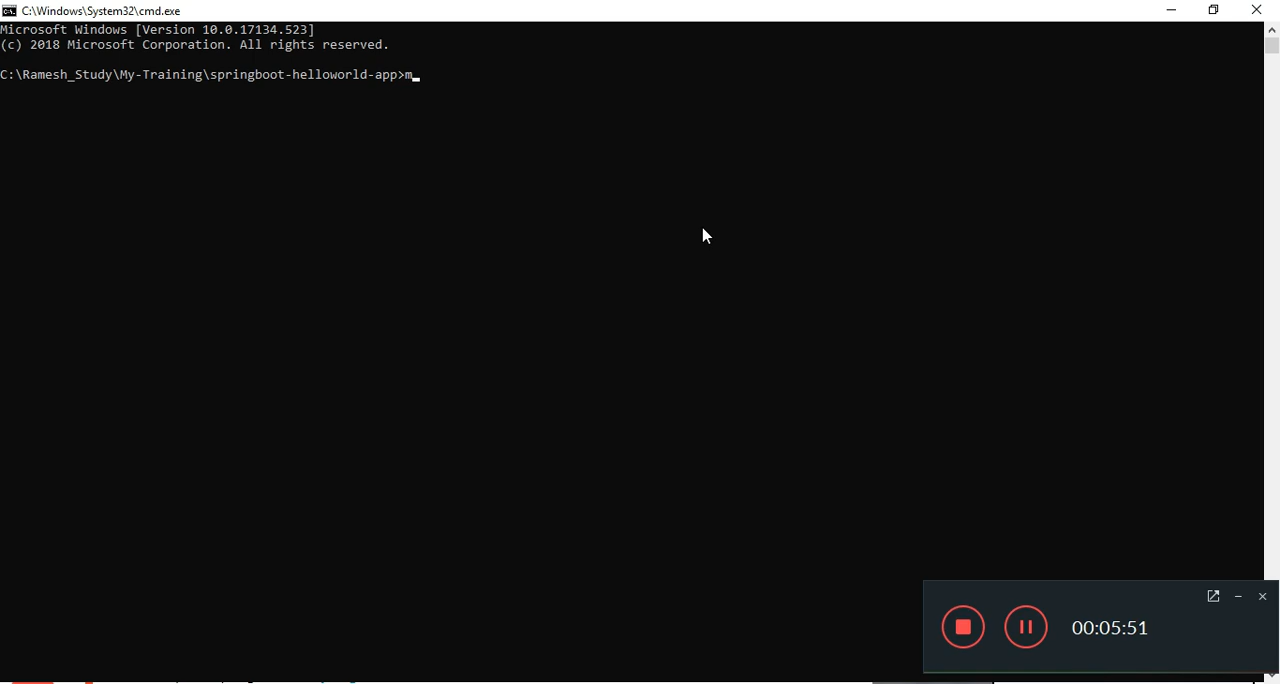 C:\Windows\System32\cmd.exe
Microsoft Windows [Version 10.0.17134.523]
(c) 2018 Microsoft Corporation. All rights reserved.
C:\Ramesh_Study\My-Training\springboot-helloworld-app>m_
00:05:51